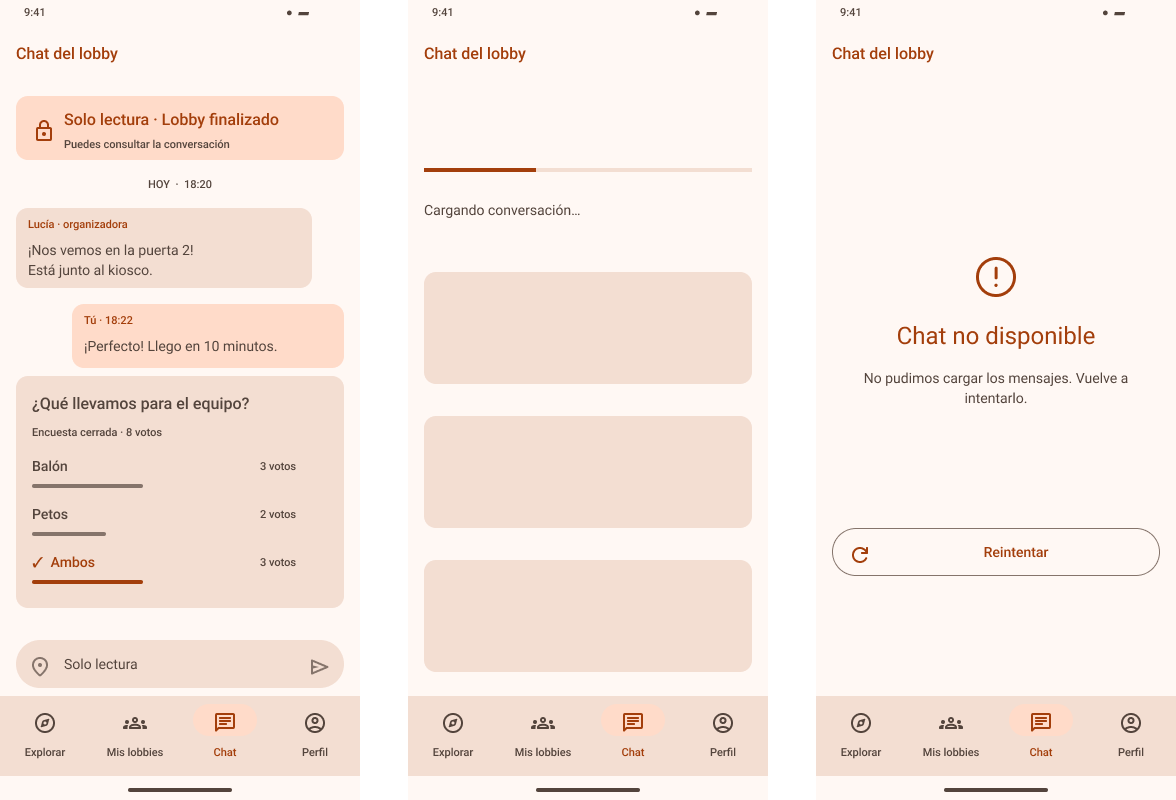 9:41
Chat del lobby
Solo lectura · Lobby finalizado
Puedes consultar la conversación
HOY · 18:20
Lucía · organizadora
¡Nos vemos en la puerta 2!
Está junto al kiosco.
Tú · 18:22
¡Perfecto! Llego en 10 minutos.
¿Qué llevamos para el equipo?
Encuesta cerrada · 8 votos
Balón 3 votos
Petos 2 votos
✓ Ambos 3 votos
Solo lectura
Explorar Mis lobbies Chat Perfil
9:41
Chat del lobby
Cargando conversación…
Explorar Mis lobbies Chat Perfil
9:41
Chat del lobby
Chat no disponible
No pudimos cargar los mensajes. Vuelve a
intentarlo.
Reintentar
Explorar Mis lobbies Chat Perfil